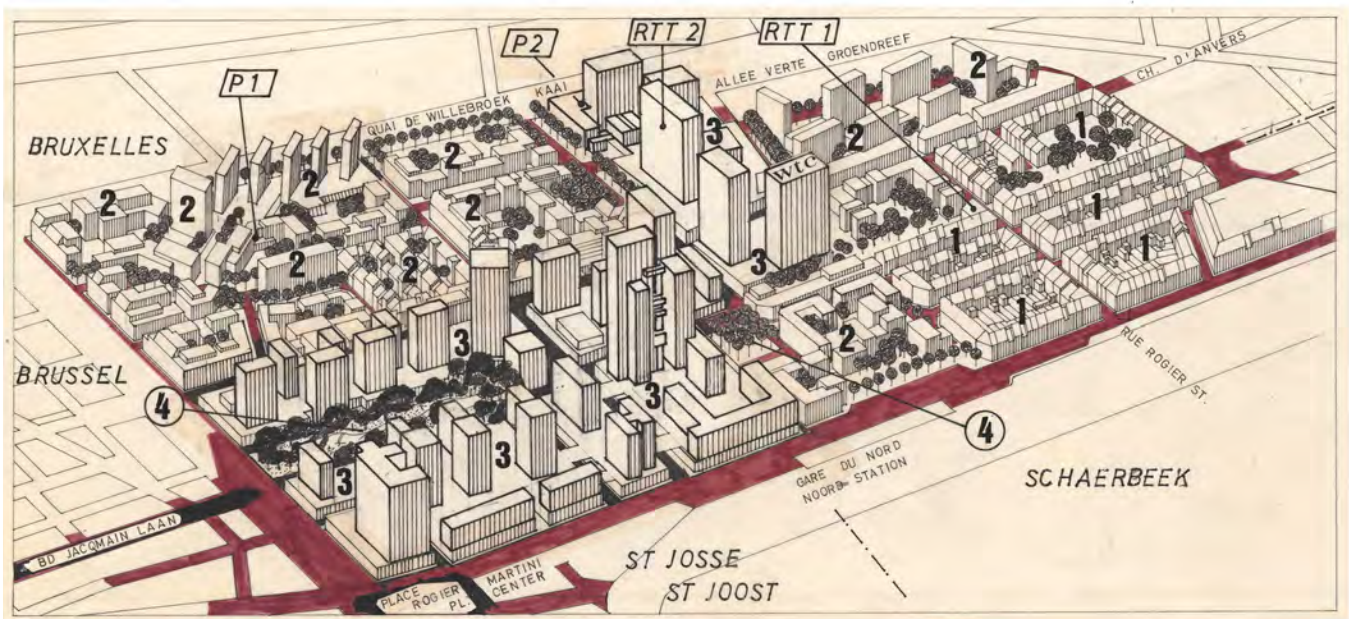 RTT 2
RTT 1
P2
P1
ALLEE VERTE GROENDREEF
CH. D'ANVERS
QUAI DE WILLEBROEK KAAI
BRUXELLES
2
2
3
1
2
2
2
2
2
wtc
2
1
2
2
3
1
1
BRUSSEL
3
2
1
RUE ROGIER ST.
4
3
4
3
3
GARE DU NORD
NOORD-STATION
SCHAERBEEK
BD JACQMAIN LAAN
ST JOSSE
ST JOOST
MARTINI
CENTER
PLACE
ROGIER
PL.